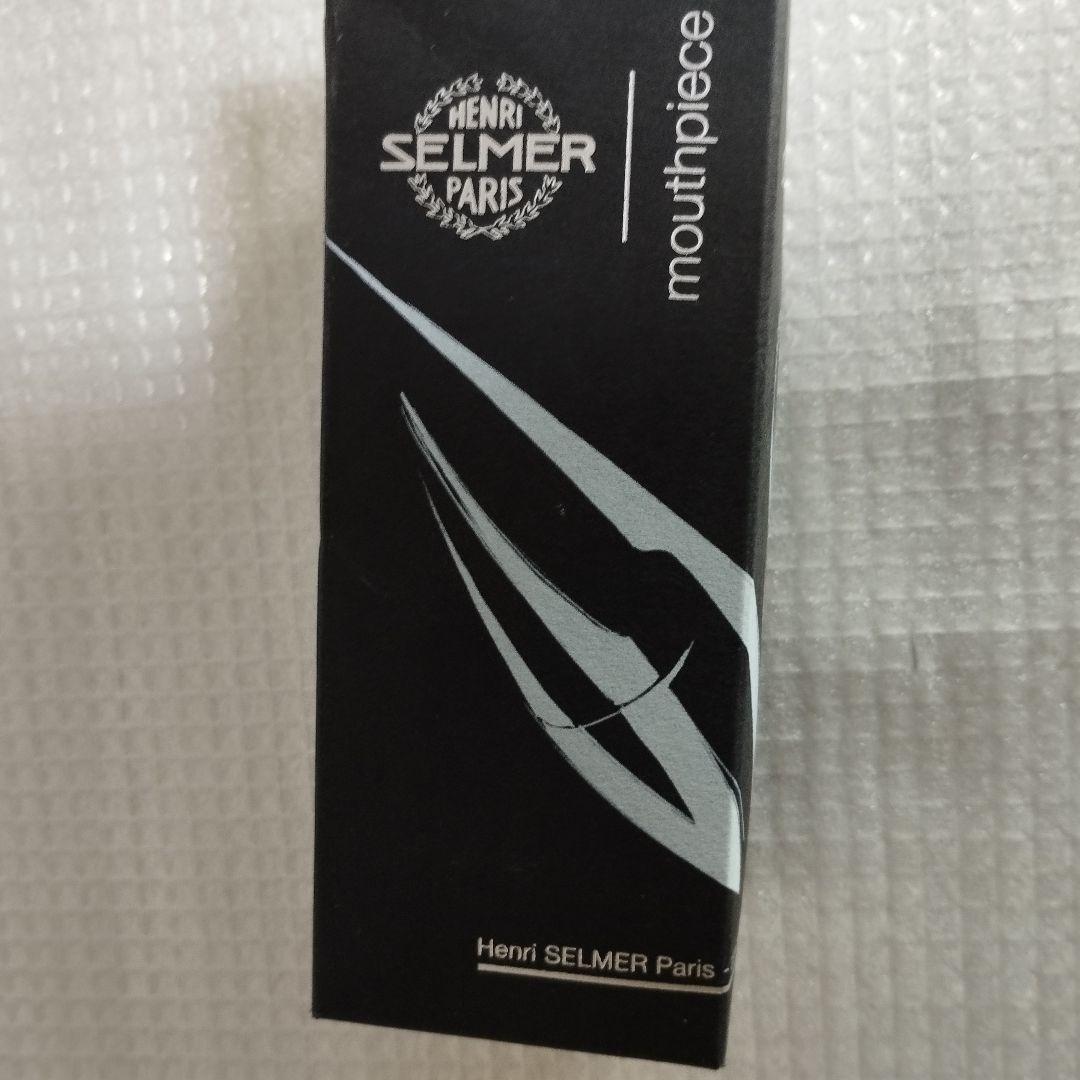 HENRI
SELMER
PARIS
mouthpiece
Henri SELMER Paris